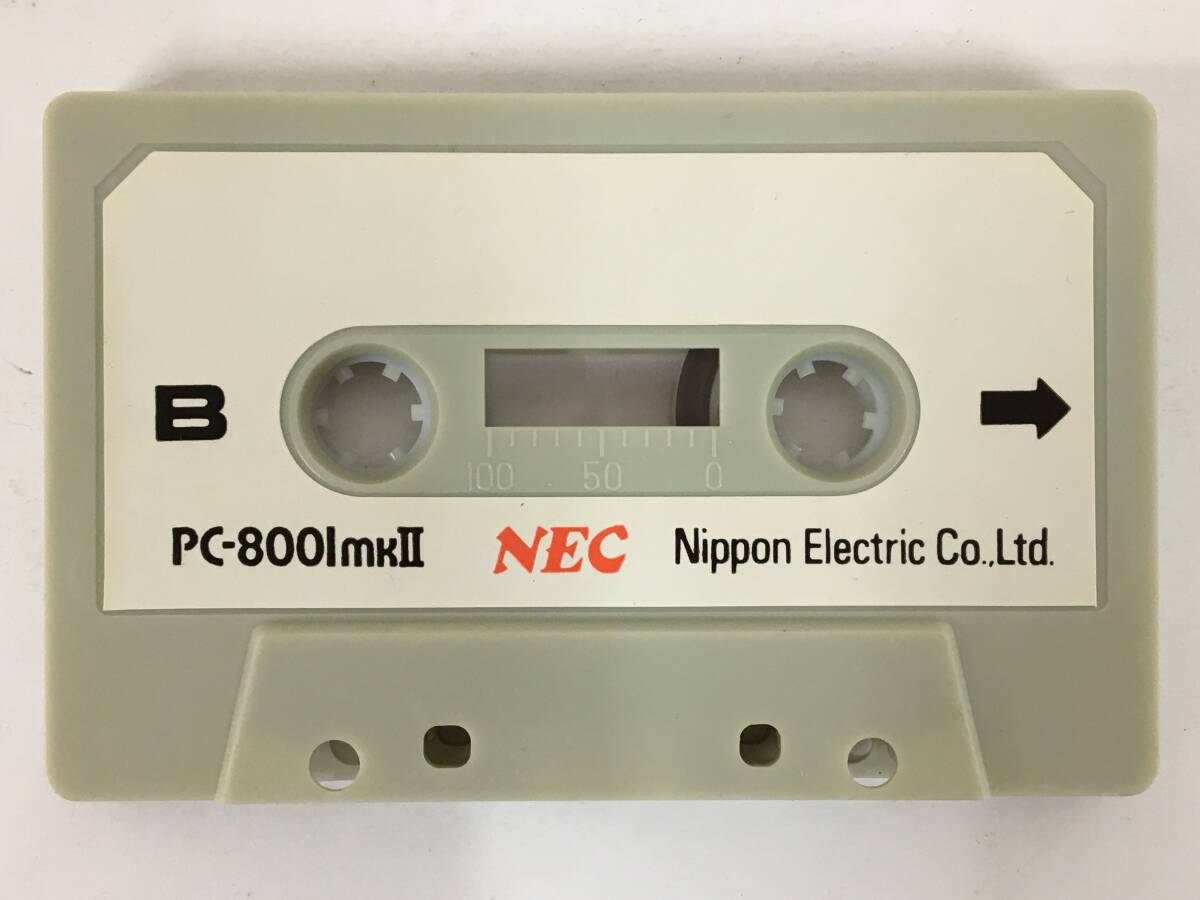 B
100 50 0
PC-8001mkII NEC Nippon Electric Co.,Ltd.